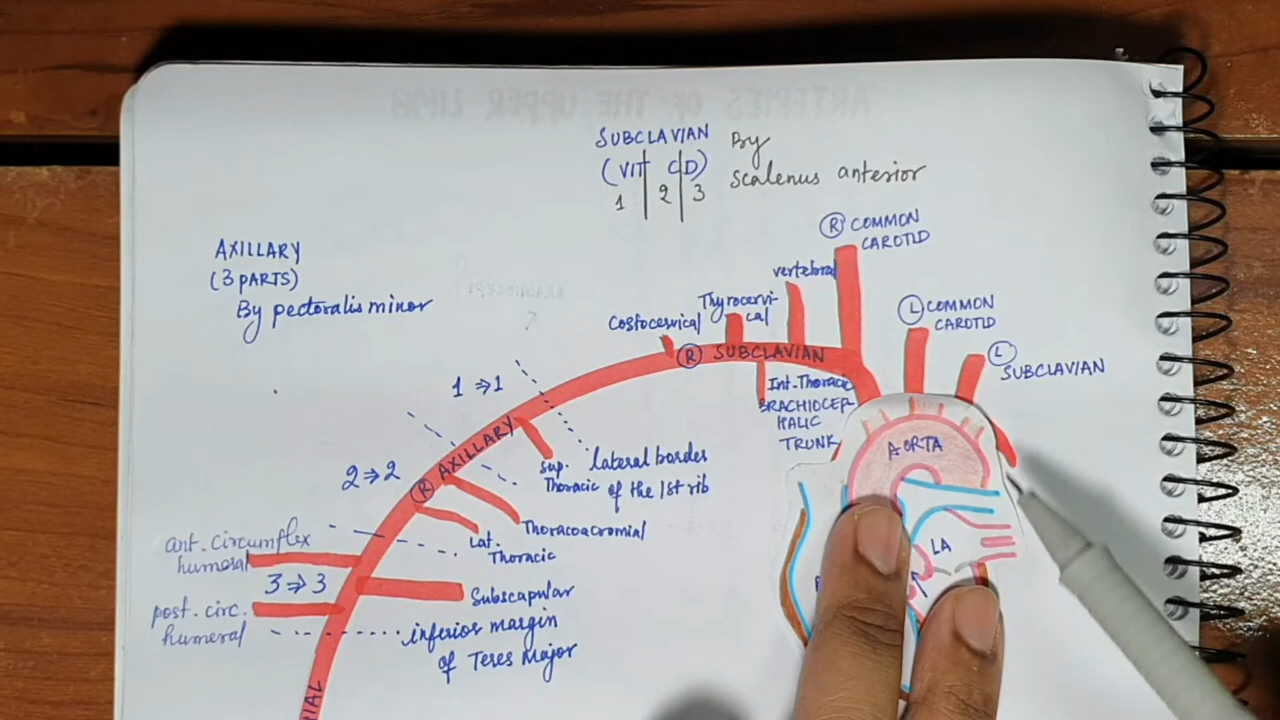 SUBCLAVIAN By
(VIT CD) Scalenus anterior
1 2 3
AXILLARY
(3 PARTS)
By pectoralis minor
Ⓡ COMMON
CAROTID
vertebral
Thyrocervi-
cal
Costocervical
Ⓛ COMMON
CAROTID
Ⓛ
SUBCLAVIAN
Ⓡ SUBCLAVIAN
Int. Thoracic
BRACHIOCEP-
HALIC
TRUNK
AORTA
LA
1 ⇒ 1
Ⓡ AXILLARY
Sup.
Thoracic
lateral border
of the 1st rib
2 ⇒ 2
Thoracoacromial
Lat.
Thoracic
ant. circumflex
humeral
3 ⇒ 3
Subscapular
post. circ.
humeral
inferior margin
of Teres Major
IAL